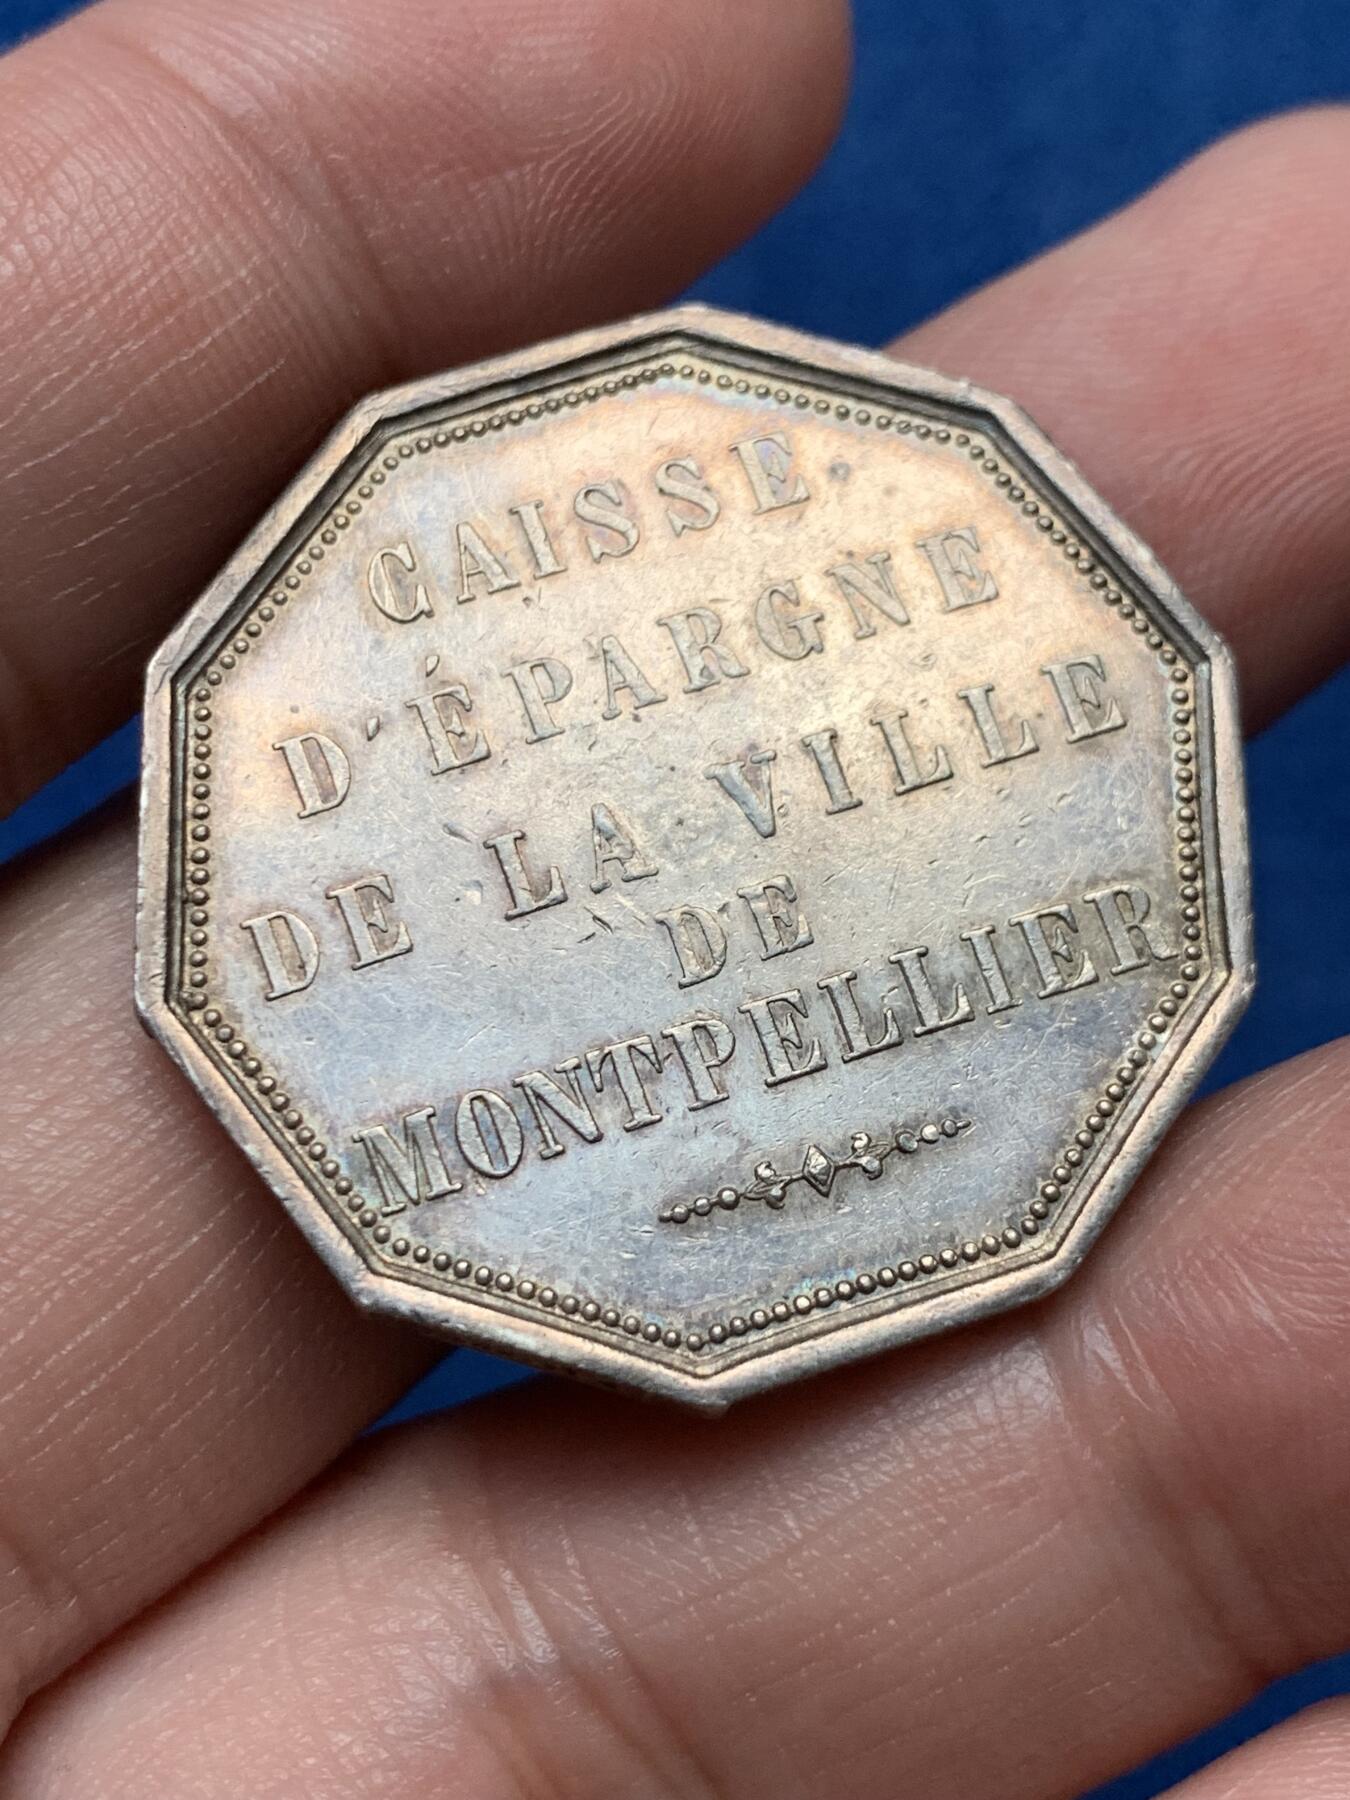 CAISSE
D'ÉPARGNE
DE LA VILLE
DE
MONTPELLIER